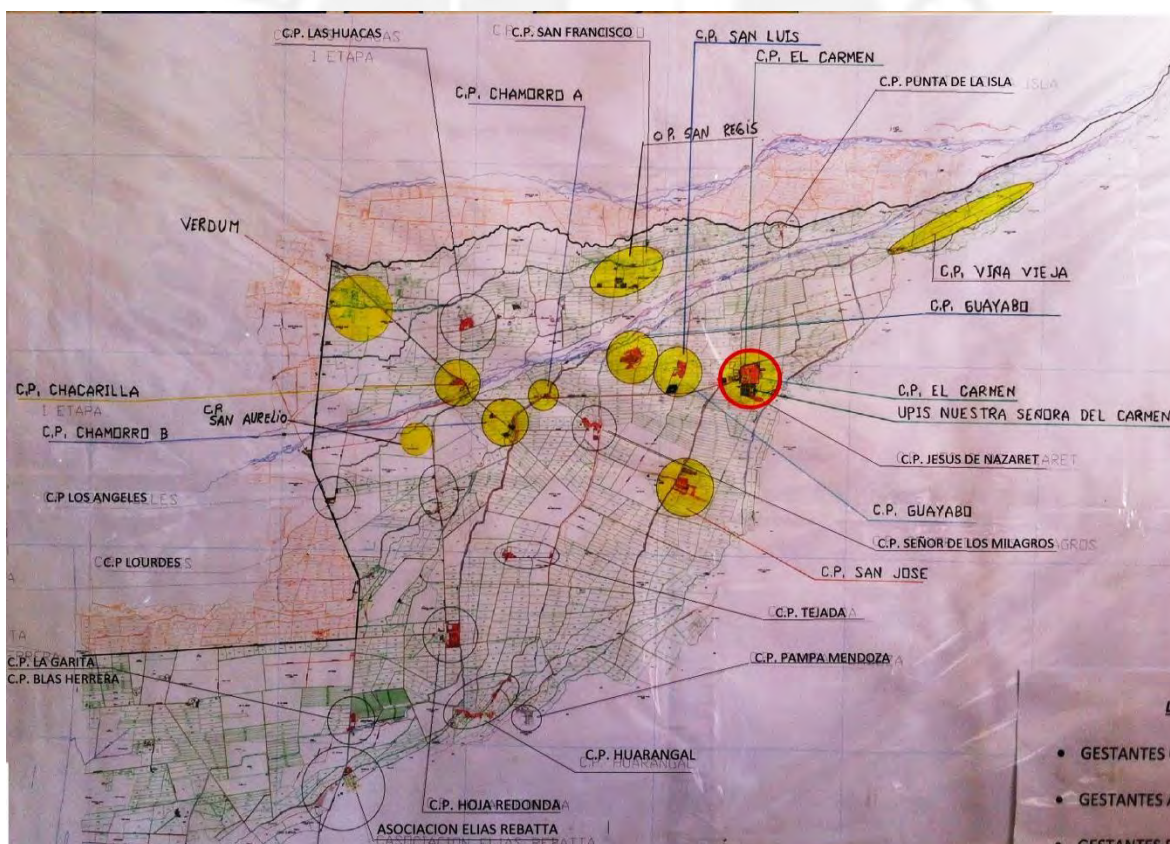 C.P. LAS HUACAS
1 ETAPA
C.P. SAN FRANCISCO
C.P. SAN LUIS
C.P. EL CARMEN
C.P. PUNTA DE LA ISLA
C.P. CHAMORRO A
O.P. SAN REGIS
VERDUM
C.P. VIÑA VIEJA
C.P. GUAYABO
C.P. CHACARILLA
1 ETAPA
C.P. SAN AURELIO
C.P. CHAMORRO B
C.P. EL CARMEN
UPIS NUESTRA SEÑORA DEL CARMEN
C.P. JESUS DE NAZARET
C.P LOS ANGELES
C.P. GUAYABO
C.P. SEÑOR DE LOS MILAGROS
C.P LOURDES
C.P. SAN JOSE
C.P. TEJADA
C.P. LA GARITA
C.P. BLAS HERRERA
C.P. PAMPA MENDOZA
C.P. HUARANGAL
C.P. HOJA REDONDA
ASOCIACION ELIAS REBATTA
• GESTANTES
• GESTANTES
• GESTANTES